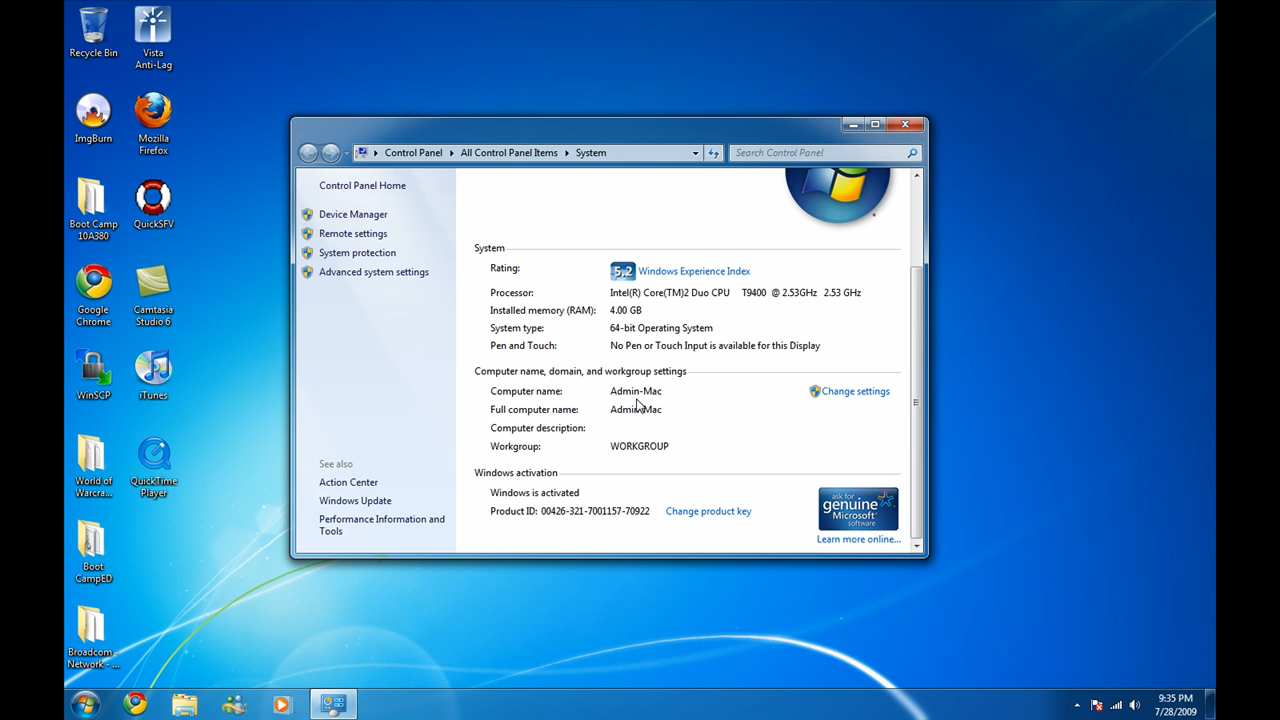 Recycle Bin
Vista
Anti-Lag
ImgBurn
Mozilla
Firefox
Boot Camp
10A380
QuickSFV
Google
Chrome
Camtasia
Studio 6
WinSCP
iTunes
World of
Warcra...
QuickTime
Player
Boot
CampED
Broadcom -
Network - ...
Control Panel
All Control Panel Items
System
Search Control Panel
Control Panel Home
Device Manager
Remote settings
System protection
Advanced system settings
See also
Action Center
Windows Update
Performance Information and
Tools
System
Rating: 5.2 Windows Experience Index
Processor: Intel(R) Core(TM)2 Duo CPU T9400 @ 2.53GHz 2.53 GHz
Installed memory (RAM): 4.00 GB
System type: 64-bit Operating System
Pen and Touch: No Pen or Touch Input is available for this Display
Computer name, domain, and workgroup settings
Computer name: Admin-Mac
Change settings
Full computer name: Admin-Mac
Computer description:
Workgroup: WORKGROUP
Windows activation
Windows is activated
Product ID: 00426-321-7001157-70922 Change product key
ask for
genuine
Microsoft
software
Learn more online...
9:35 PM
7/28/2009